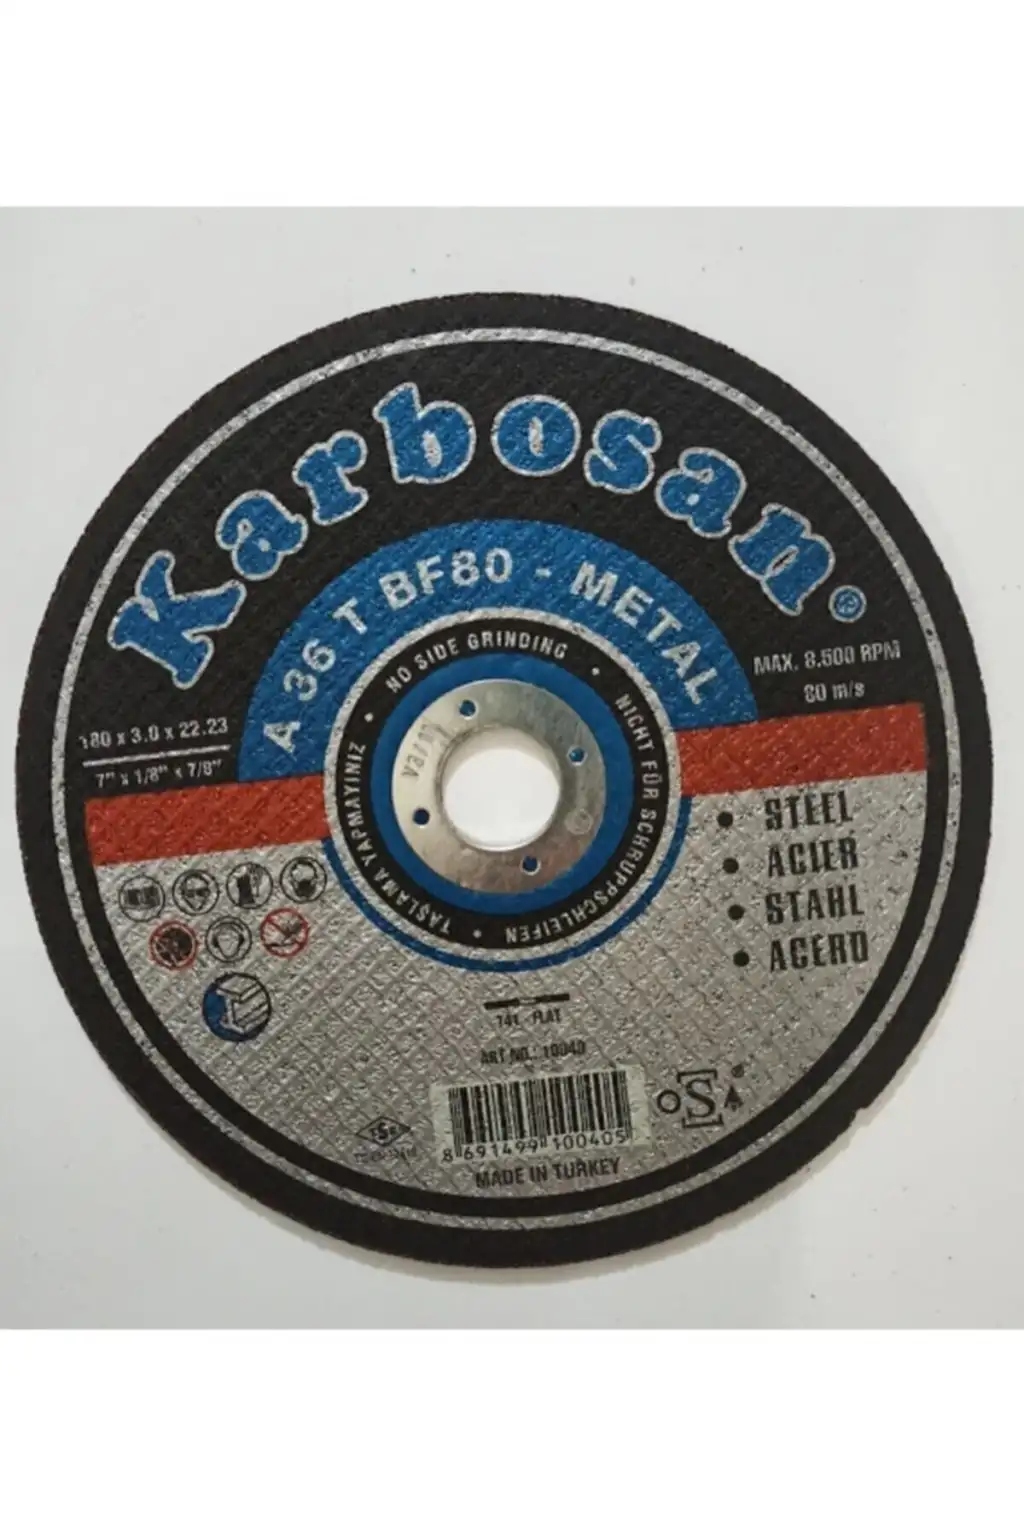 Karbosan®
A 36 T BF80 - METAL
NO SIDE GRINDING •
NICHT FÜR SCHRUPPSCHLEIFEN •
TAŞLAMA YAPMAYINIZ •
MAX. 8.500 RPM
80 m/s
180 x 3.0 x 22.23
7" x 1/8" x 7/8"
• STEEL
• ACIER
• STAHL
• ACERO
T41 FLAT
ART NO.: 10040
oSa®
TSE
8 691499 100405
MADE IN TURKEY